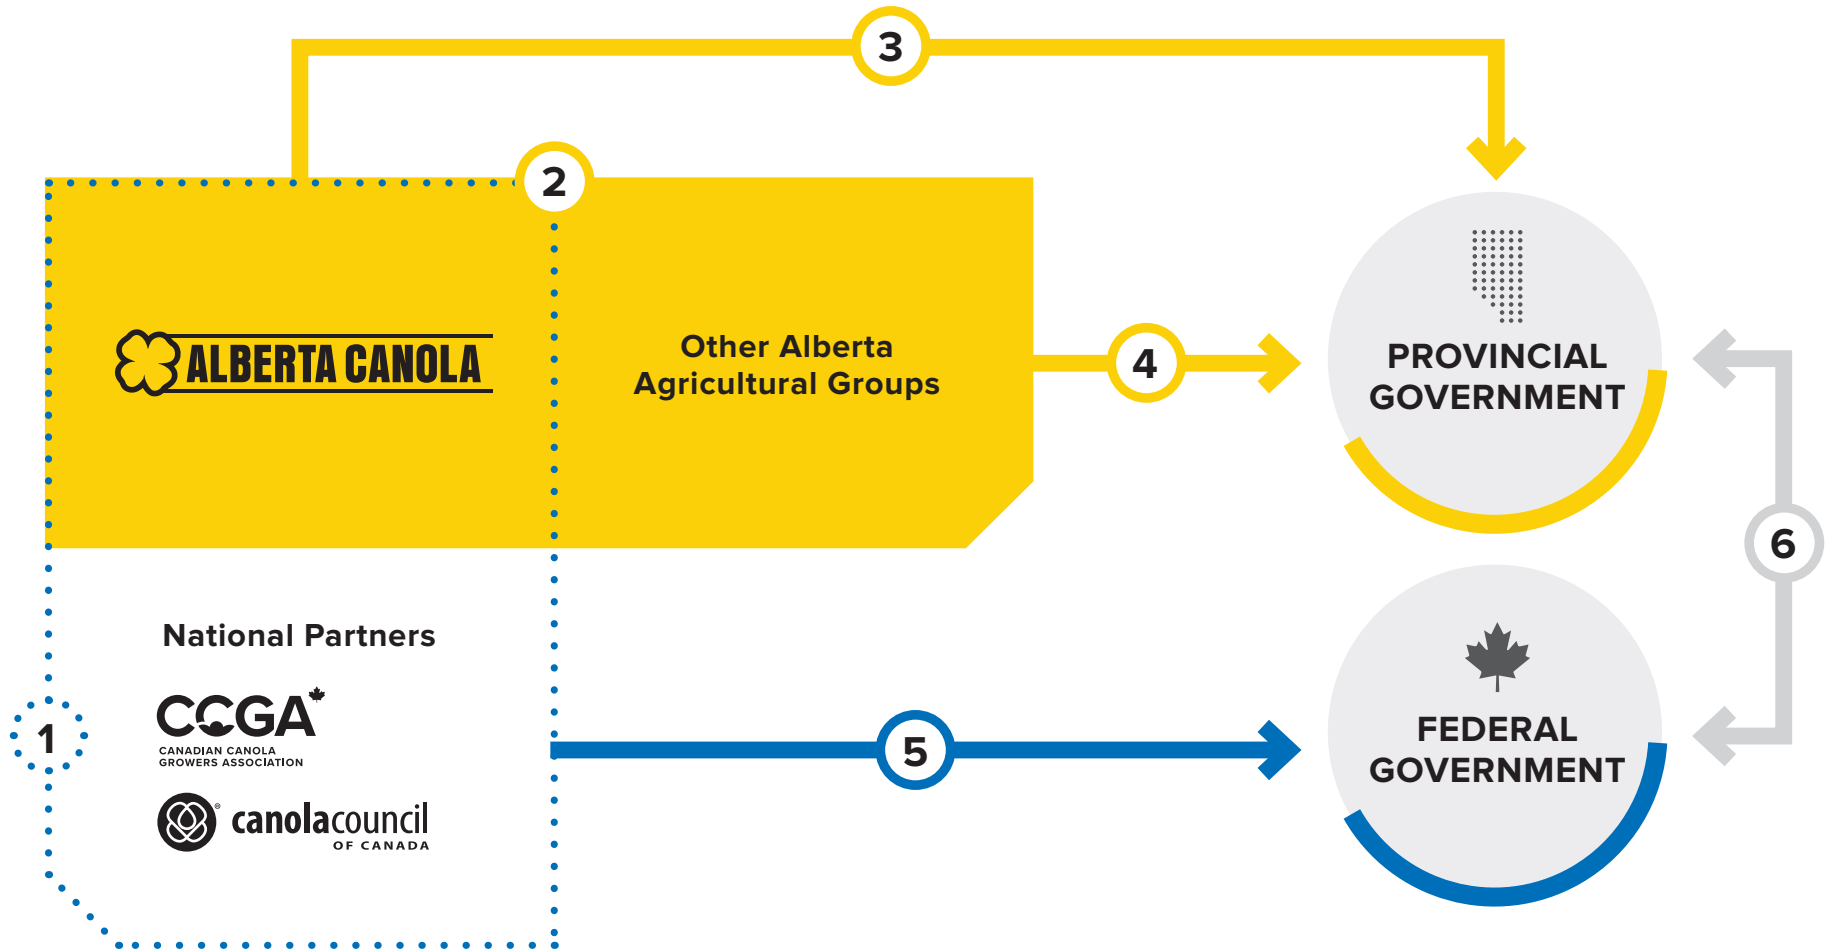 3
2
ALBERTA CANOLA
Other Alberta
Agricultural Groups
4
PROVINCIAL
GOVERNMENT
6
National Partners
1
CCGA
CANADIAN CANOLA
GROWERS ASSOCIATION
® canolacouncil
OF CANADA
5
FEDERAL
GOVERNMENT